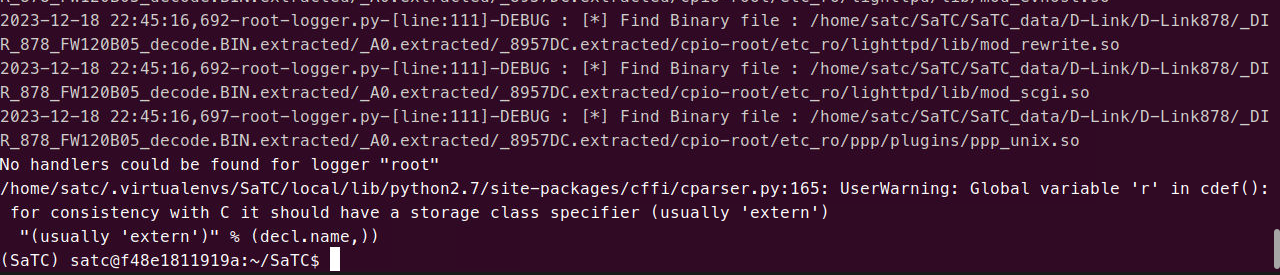 2023-12-18 22:45:16,692-root-logger.py-[line:111]-DEBUG : [*] Find Binary file : /home/satc/SaTC/SaTC_data/D-Link/D-Link878/_DI
R_878_FW120B05_decode.BIN.extracted/_A0.extracted/_8957DC.extracted/cpio-root/etc_ro/lighttpd/lib/mod_rewrite.so
2023-12-18 22:45:16,692-root-logger.py-[line:111]-DEBUG : [*] Find Binary file : /home/satc/SaTC/SaTC_data/D-Link/D-Link878/_DI
R_878_FW120B05_decode.BIN.extracted/_A0.extracted/_8957DC.extracted/cpio-root/etc_ro/lighttpd/lib/mod_scgi.so
2023-12-18 22:45:16,697-root-logger.py-[line:111]-DEBUG : [*] Find Binary file : /home/satc/SaTC/SaTC_data/D-Link/D-Link878/_DI
R_878_FW120B05_decode.BIN.extracted/_A0.extracted/_8957DC.extracted/cpio-root/etc_ro/ppp/plugins/ppp_unix.so
No handlers could be found for logger "root"
/home/satc/.virtualenvs/SaTC/local/lib/python2.7/site-packages/cffi/cparser.py:165: UserWarning: Global variable 'r' in cdef():
for consistency with C it should have a storage class specifier (usually 'extern')
"(usually 'extern')" % (decl.name,))
(SaTC) satc@f48e1811919a:~/SaTC$